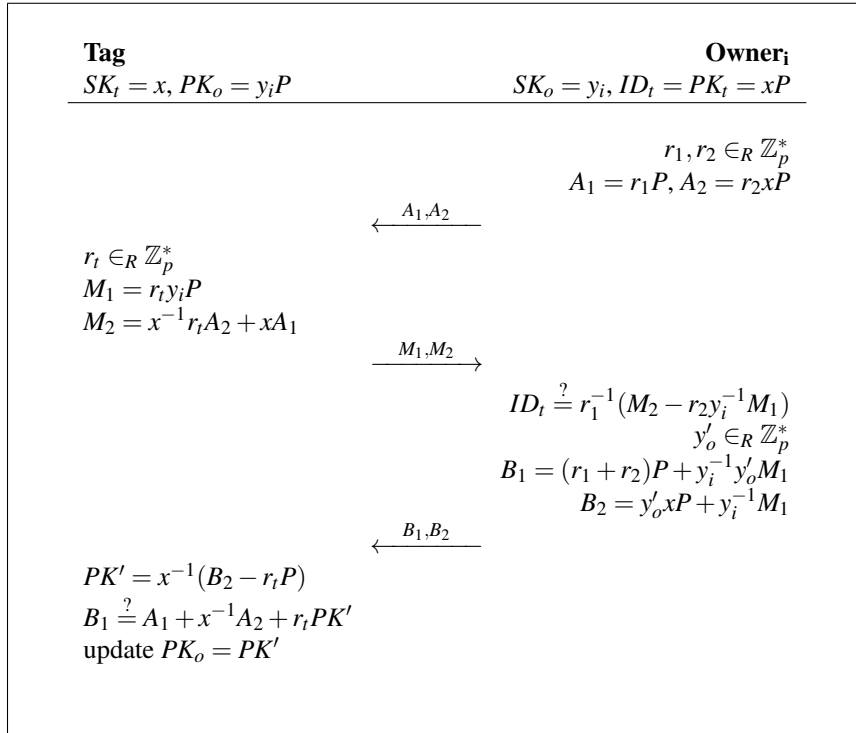 Tag Owner_i
SK_t = x, PK_o = y_iP SK_o = y_i, ID_t = PK_t = xP
r_1, r_2 ∈_R ℤ_p^*
A_1 = r_1P, A_2 = r_2xP
A_1,A_2
r_t ∈_R ℤ_p^*
M_1 = r_ty_iP
M_2 = x^{-1}r_tA_2 + xA_1
M_1,M_2
ID_t ?= r_1^{-1}(M_2 − r_2y_i^{-1}M_1)
y'_o ∈_R ℤ_p^*
B_1 = (r_1 + r_2)P + y_i^{-1}y'_oM_1
B_2 = y'_oxP + y_i^{-1}M_1
B_1,B_2
PK' = x^{-1}(B_2 − r_tP)
B_1 ?= A_1 + x^{-1}A_2 + r_tPK'
update PK_o = PK'